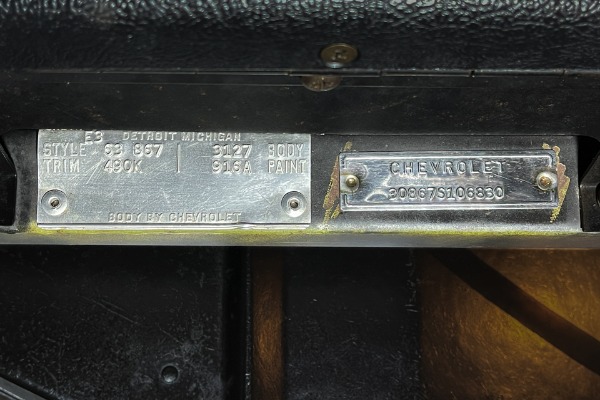 E3
DETROIT MICHIGAN
STYLE 63 867 3127 BODY
TRIM 490K 916A PAINT
BODY BY CHEVROLET
CHEVROLET
30867S106830